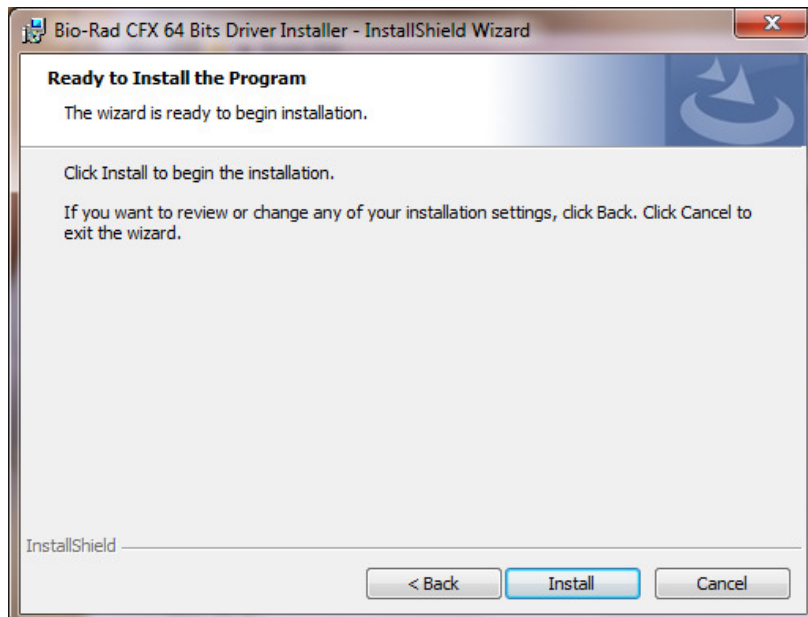 Bio-Rad CFX 64 Bits Driver Installer - InstallShield Wizard
Ready to Install the Program
The wizard is ready to begin installation.
Click Install to begin the installation.
If you want to review or change any of your installation settings, click Back. Click Cancel to
exit the wizard.
InstallShield
< Back Install Cancel